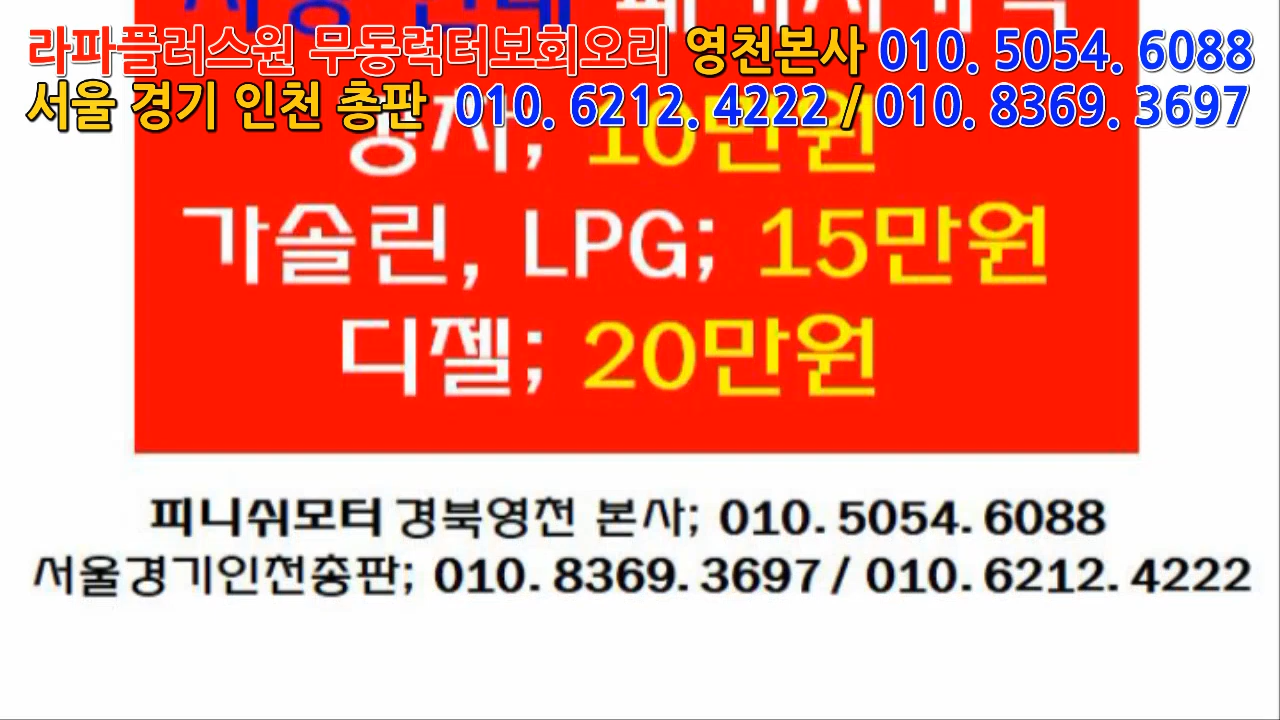 라파플러스원 무동력터보회오리 영천본사 010. 5054. 6088
서울 경기 인천 총판 010. 6212. 4222 / 010. 8369. 3697
10만원
가솔린, LPG; 15만원
디젤; 20만원
피니쉬모터 경북영천 본사; 010. 5054. 6088
서울경기인천총판; 010. 8369. 3697 / 010. 6212. 4222